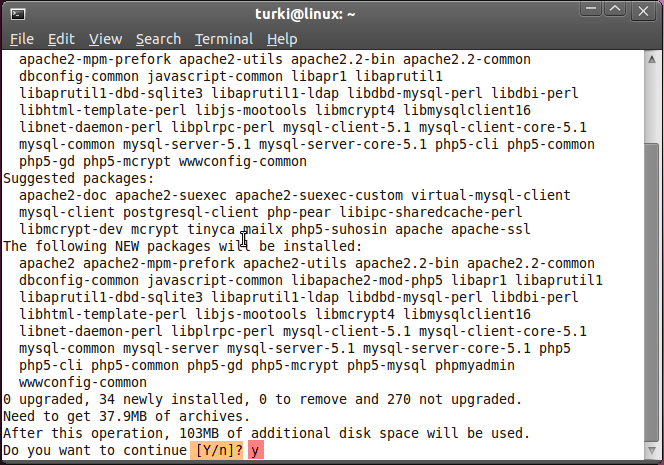 turki@linux: ~
File Edit View Search Terminal Help
apache2-mpm-prefork apache2-utils apache2.2-bin apache2.2-common
dbconfig-common javascript-common libapr1 libaprutil1
libaprutil1-dbd-sqlite3 libaprutil1-ldap libdbd-mysql-perl libdbi-perl
libhtml-template-perl libjs-mootools libmcrypt4 libmysqlclient16
libnet-daemon-perl libplrpc-perl mysql-client-5.1 mysql-client-core-5.1
mysql-common mysql-server-5.1 mysql-server-core-5.1 php5-cli php5-common
php5-gd php5-mcrypt wwwconfig-common
Suggested packages:
apache2-doc apache2-suexec apache2-suexec-custom virtual-mysql-client
mysql-client postgresql-client php-pear libipc-sharedcache-perl
libmcrypt-dev mcrypt tinyca mailx php5-suhosin apache apache-ssl
The following NEW packages will be installed:
apache2 apache2-mpm-prefork apache2-utils apache2.2-bin apache2.2-common
dbconfig-common javascript-common libapache2-mod-php5 libapr1 libaprutil1
libaprutil1-dbd-sqlite3 libaprutil1-ldap libdbd-mysql-perl libdbi-perl
libhtml-template-perl libjs-mootools libmcrypt4 libmysqlclient16
libnet-daemon-perl libplrpc-perl mysql-client-5.1 mysql-client-core-5.1
mysql-common mysql-server mysql-server-5.1 mysql-server-core-5.1 php5
php5-cli php5-common php5-gd php5-mcrypt php5-mysql phpmyadmin
wwwconfig-common
0 upgraded, 34 newly installed, 0 to remove and 270 not upgraded.
Need to get 37.9MB of archives.
After this operation, 103MB of additional disk space will be used.
Do you want to continue [Y/n]? y